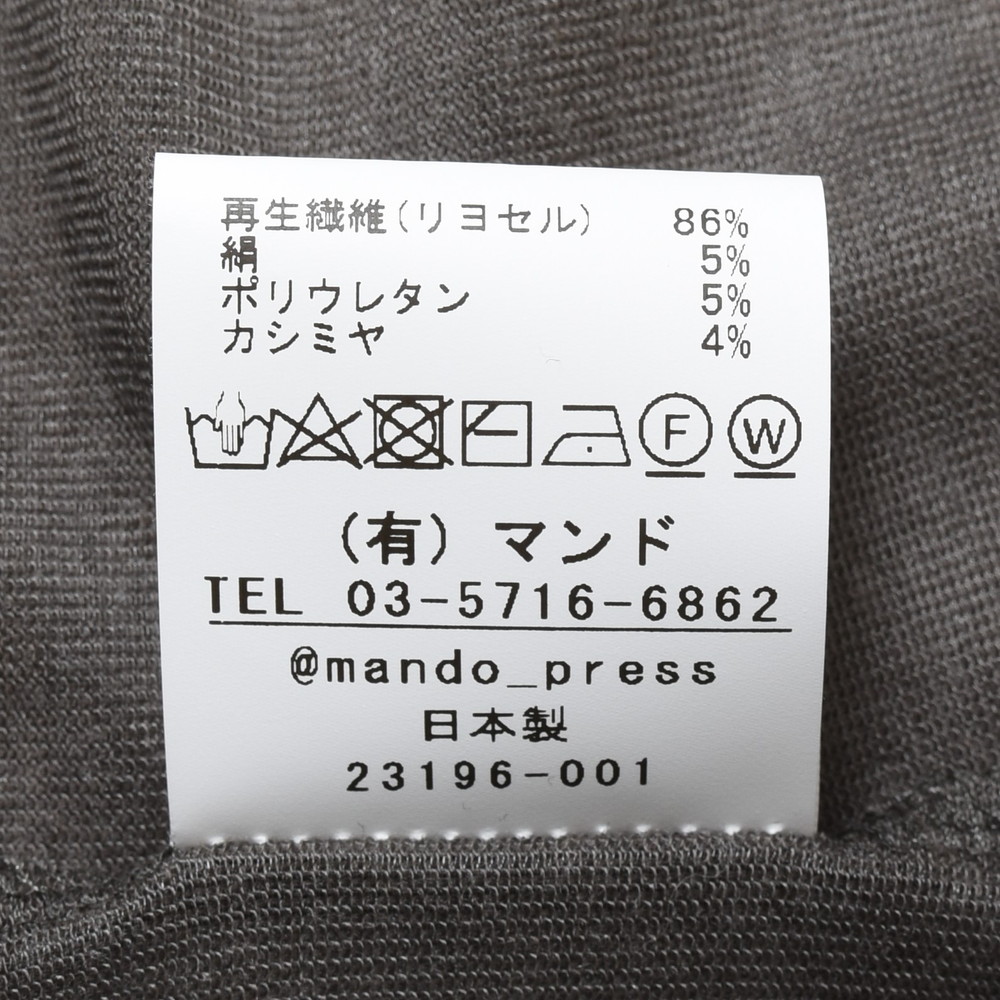 再生繊維(リヨセル) 86%
絹 5%
ポリウレタン 5%
カシミヤ 4%
F W
(有) マンド
TEL 03-5716-6862
@mando_press
日本製
23196-001